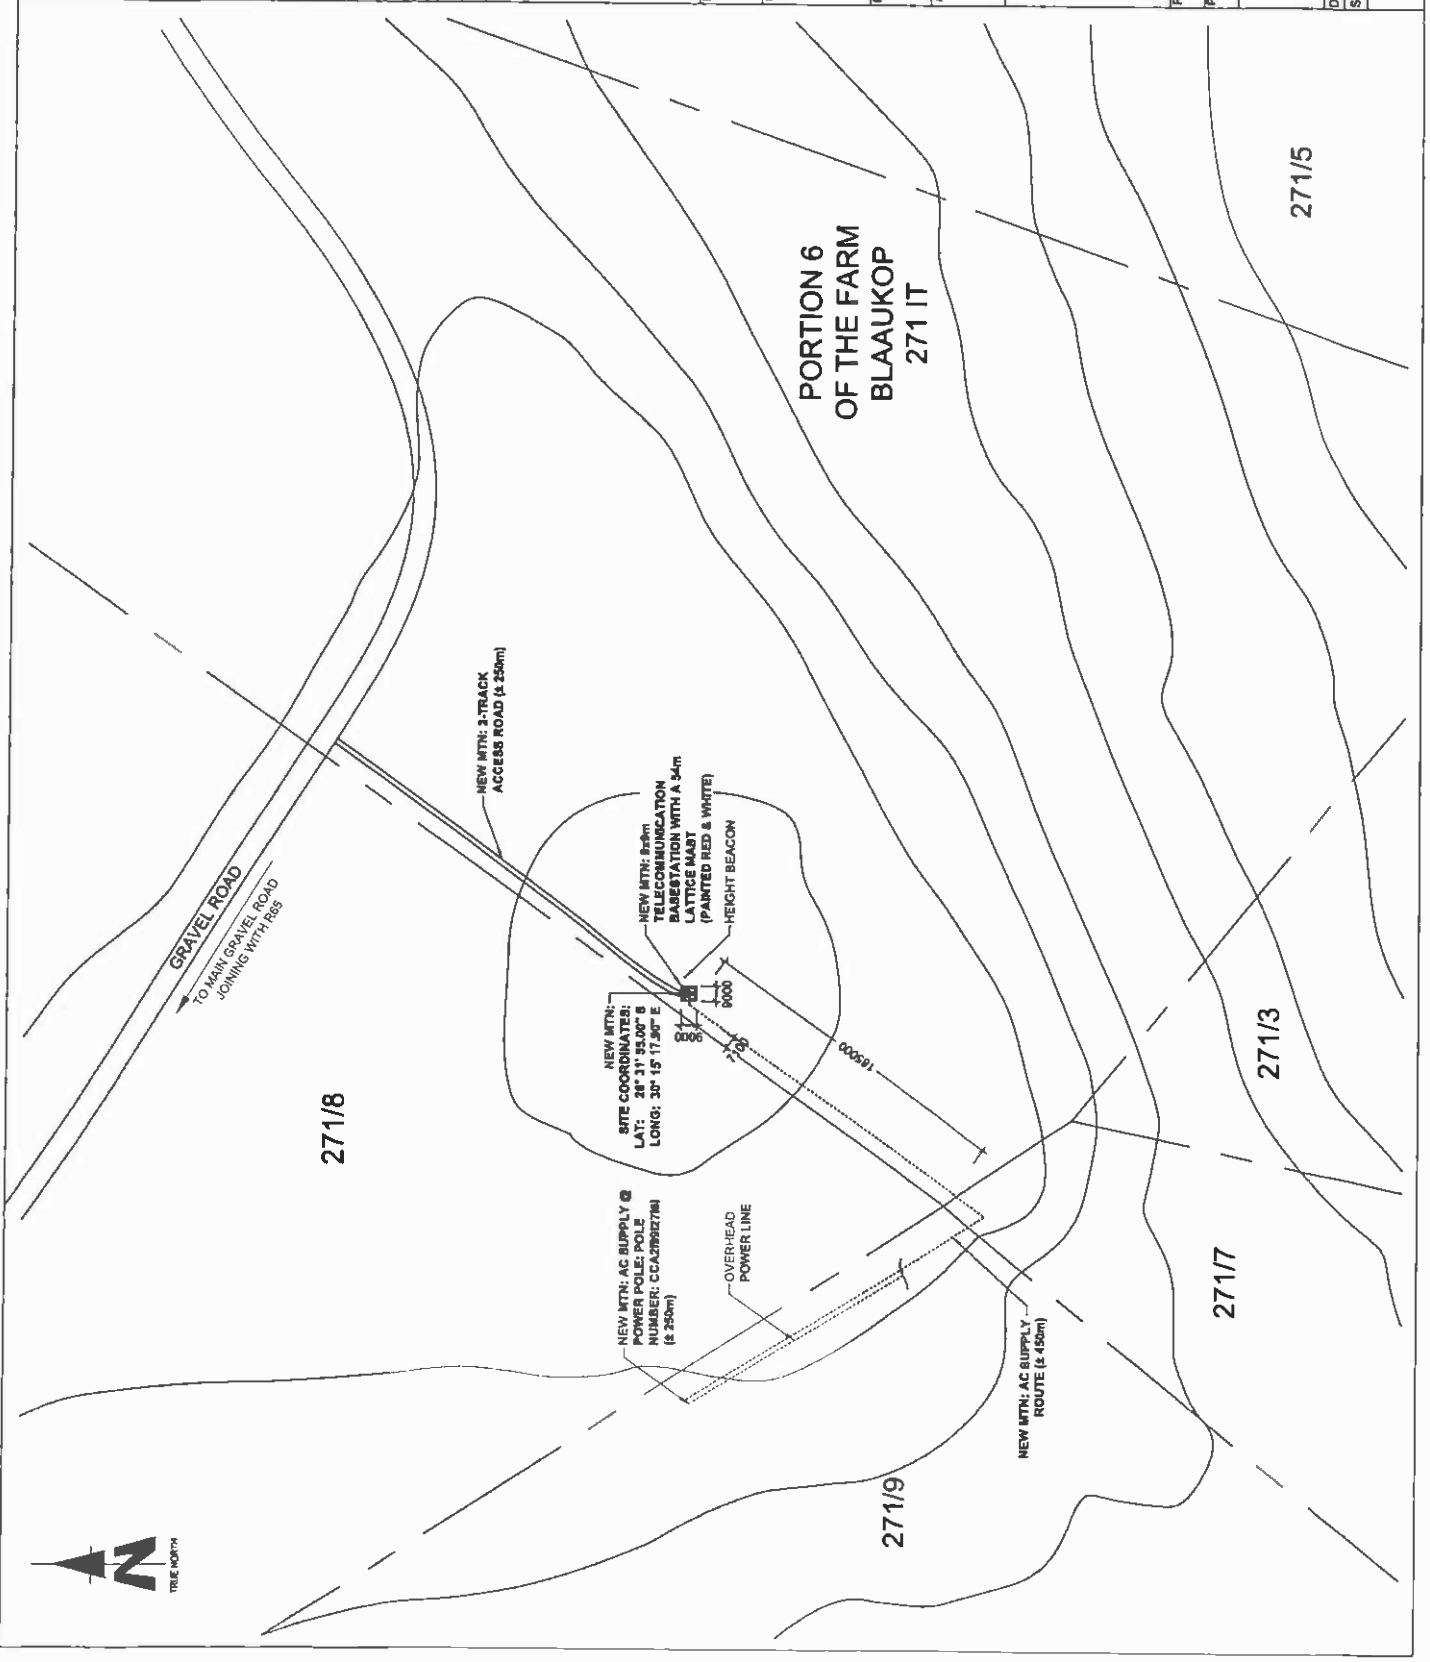 TRUE NORTH
GRAVEL ROAD
TO MAIN GRAVEL ROAD
JOINING WITH R65
271/8
NEW MTN: 2-TRACK
ACCESS ROAD (± 250m)
NEW MTN:
SITE COORDINATES:
LAT: 26° 31' 55.00" S
LONG: 30° 15' 17.90" E
NEW MTN: 9x9m
TELECOMMUNICATION
BASESTATION WITH A 54m
LATTICE MAST
(PAINTED RED & WHITE)
HEIGHT BEACON
9000
9000
185000
NEW MTN: AC SUPPLY @
POWER POLE: POLE
NUMBER:
(± 250m)
OVERHEAD
POWER LINE
PORTION 6
OF THE FARM
BLAAUKOP
271 IT
271/9
NEW MTN: AC SUPPLY
ROUTE (± 450m)
271/7
271/3
271/5